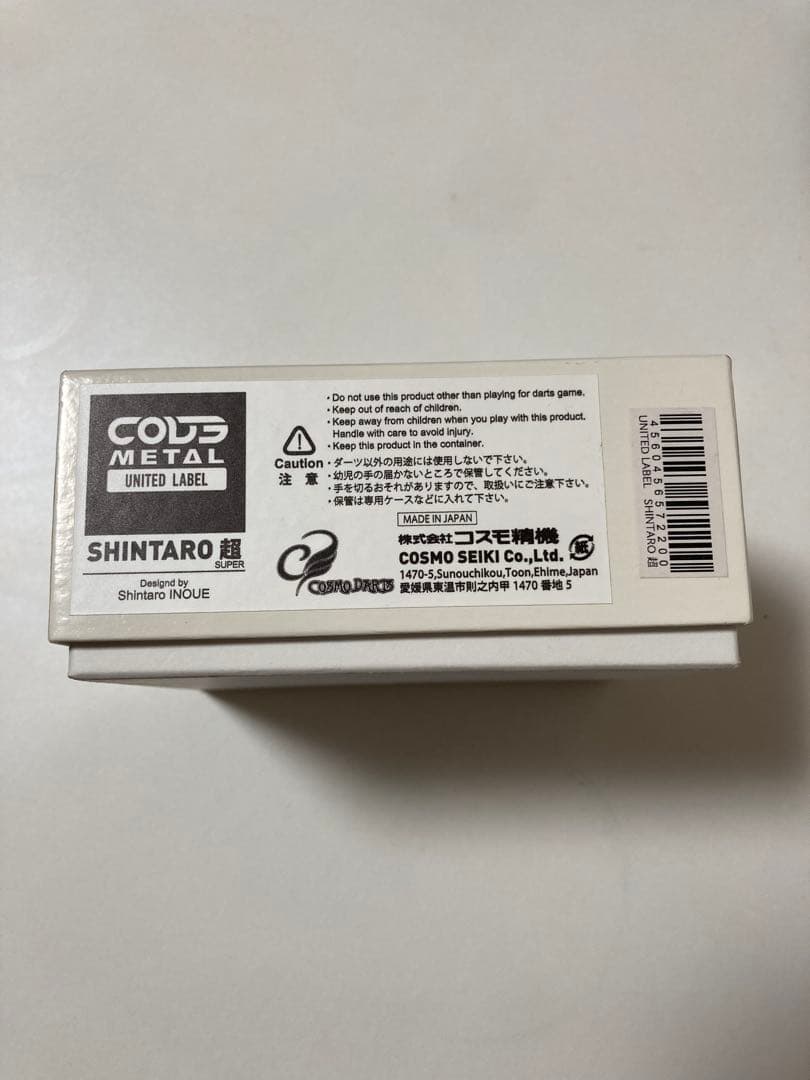 CODE
METAL
UNITED LABEL
SHINTARO 超
SUPER
Designd by
Shintaro INOUE
Caution
注 意
・Do not use this product other than playing for darts game.
・Keep out of reach of children.
・Keep away from children when you play with this product.
Handle with care to avoid injury.
・Keep this product in the container.
・ダーツ以外の用途には使用しないで下さい。
・幼児の手の届かないところで保管してください。
・手を切るおそれがありますので、取扱いにご注意下さい。
・保管は専用ケースなどに入れて下さい。
MADE IN JAPAN
株式会社コスモ精機
COSMO SEIKI Co.,Ltd.
紙
1470-5,Sunouchikou,Toon,Ehime,Japan
愛媛県東温市則之内甲 1470 番地 5
COSMO DARTS
4560456572200
UNITED LABEL SHINTARO 超